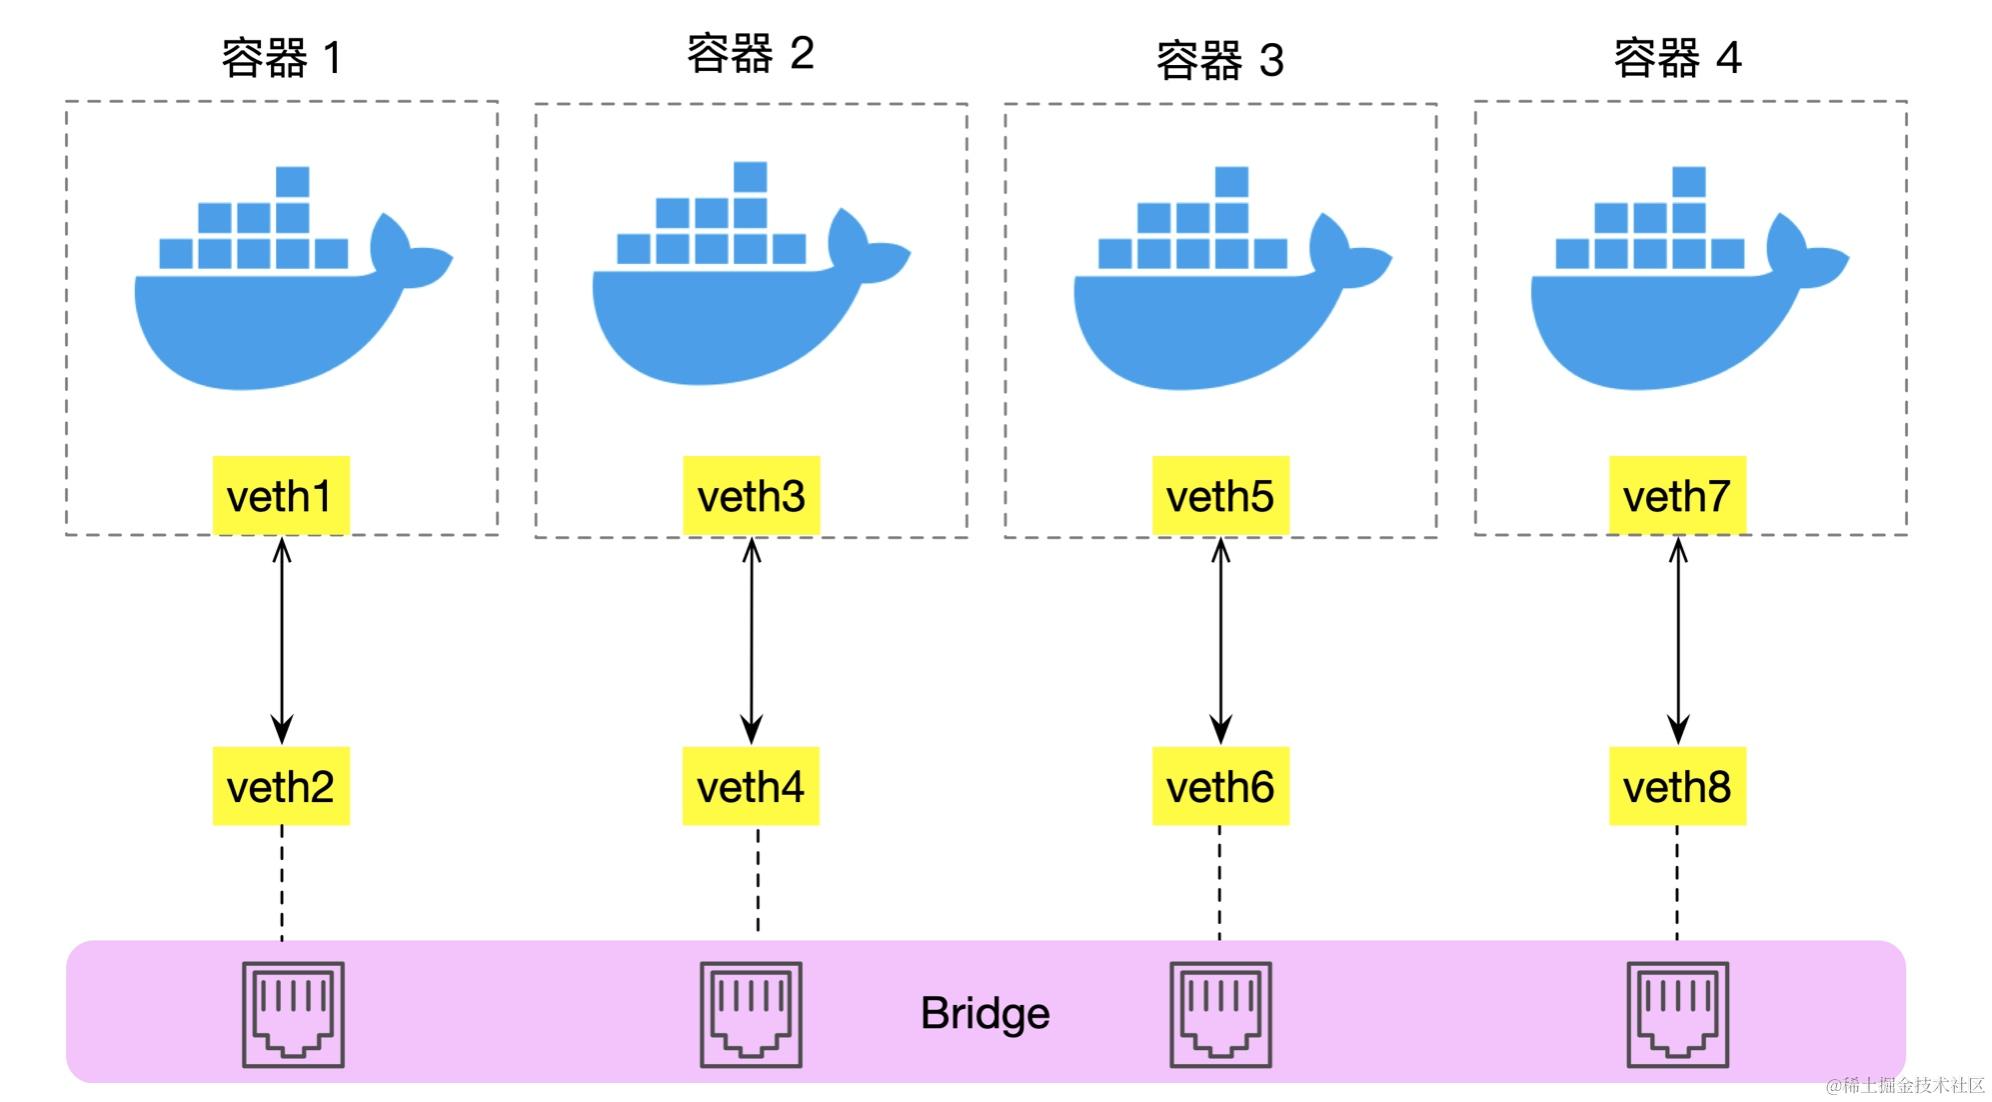 容器 1
容器 2
容器 3
容器 4
veth1
veth3
veth5
veth7
veth2
veth4
veth6
veth8
Bridge
@稀土掘金技术社区